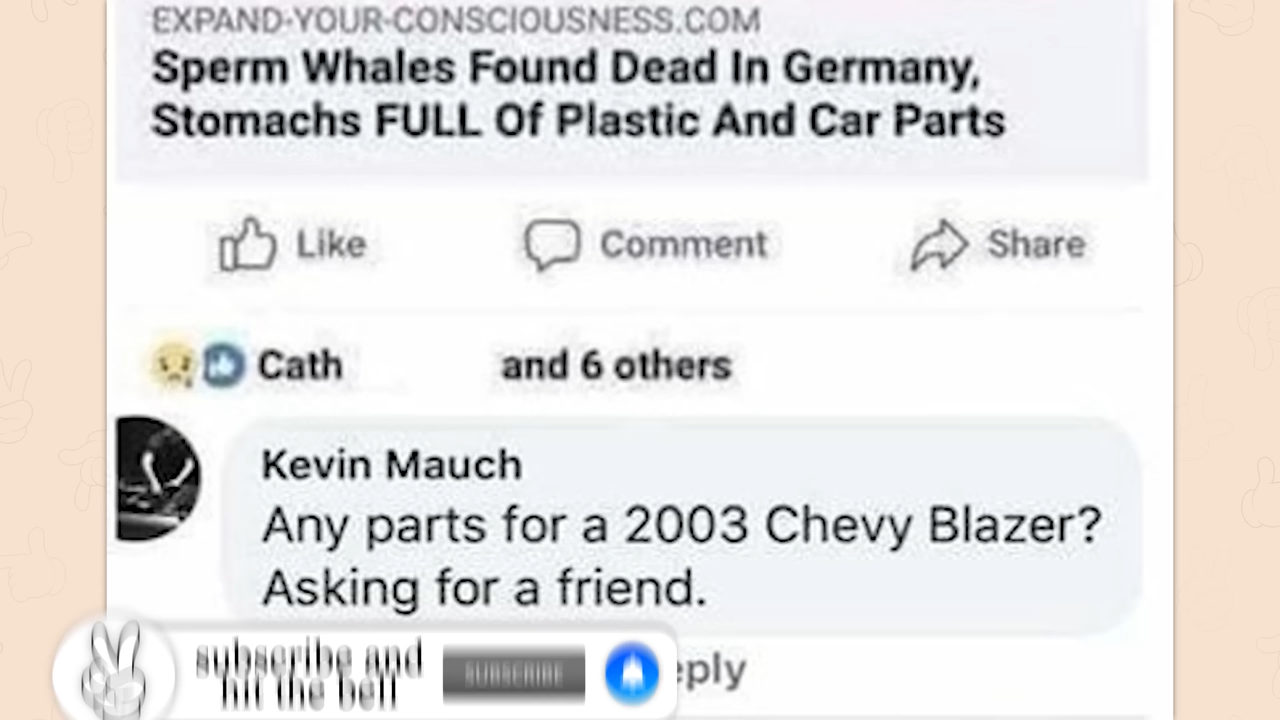 EXPAND-YOUR-CONSCIOUSNESS.COM
Sperm Whales Found Dead In Germany,
Stomachs FULL Of Plastic And Car Parts
Like Comment Share
Cath and 6 others
Kevin Mauch
Any parts for a 2003 Chevy Blazer?
Asking for a friend.
eply
subscribe and
hit the bell
SUBSCRIBE